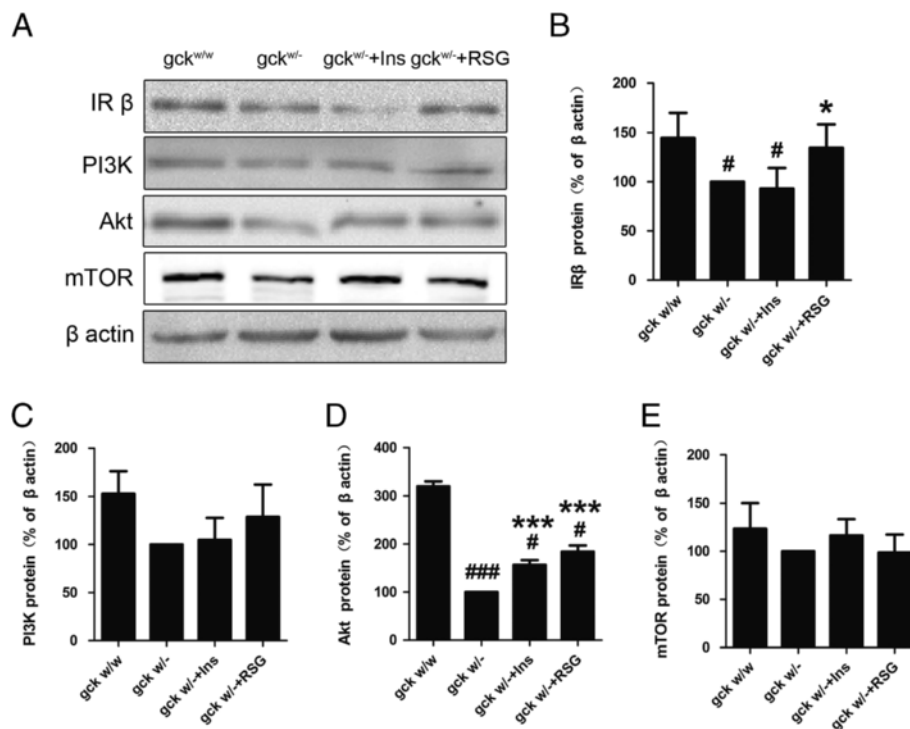 A
gck^w/w gck^w/- gck^w/-+Ins gck^w/-+RSG
IR β
PI3K
Akt
mTOR
β actin
B
IRβ protein (% of β actin)
200
150
100
50
0
#
#
*
gck w/w
gck w/-
gck w/-+Ins
gck w/-+RSG
C
PI3K protein (% of β actin)
200
150
100
50
0
gck w/w
gck w/-
gck w/-+Ins
gck w/-+RSG
D
Akt protein (% of β actin)
400
300
200
100
0
###
***
#
***
#
gck w/w
gck w/-
gck w/-+Ins
gck w/-+RSG
E
mTOR protein (% of β actin)
200
150
100
50
0
gck w/w
gck w/-
gck w/-+Ins
gck w/-+RSG